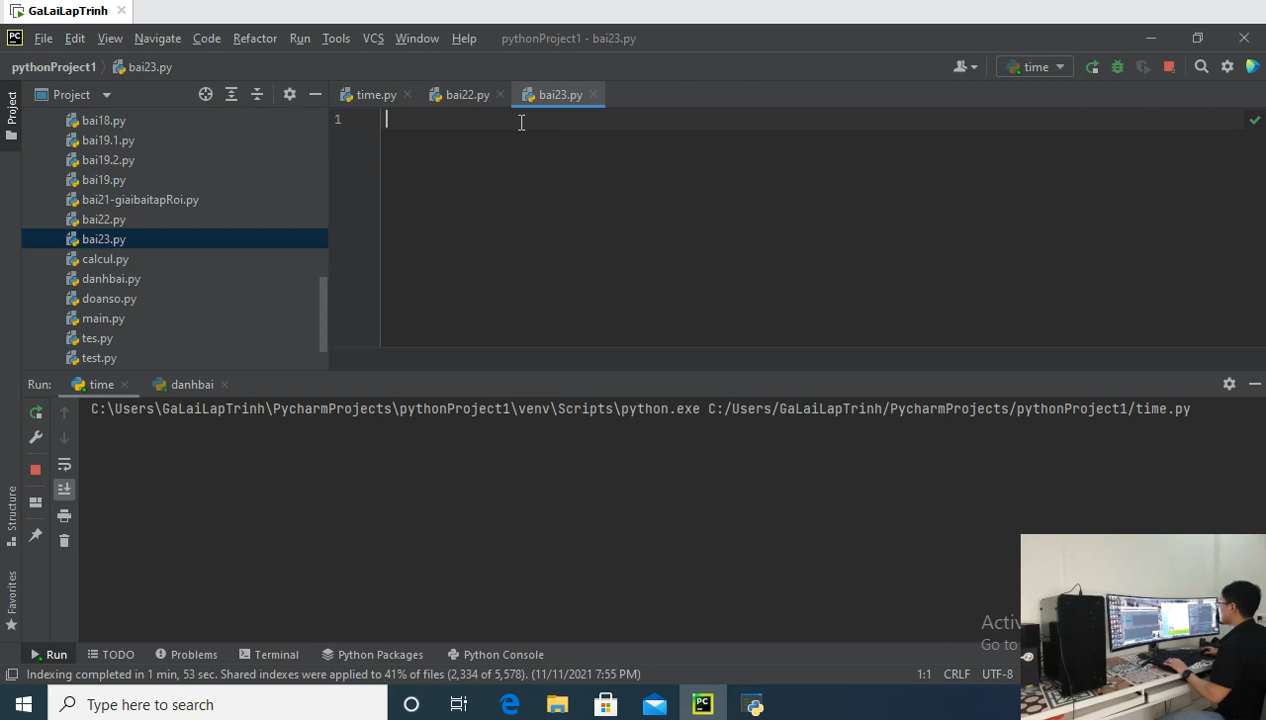 GaLaiLapTrinh
File Edit View Navigate Code Refactor Run Tools VCS Window Help pythonProject1 - bai23.py
pythonProject1 bai23.py time
Project time.py bai22.py bai23.py
Project
1
bai18.py
bai19.1.py
bai19.2.py
bai19.py
bai21-giaibaitapRoi.py
bai22.py
bai23.py
calcul.py
danhbai.py
doanso.py
main.py
tes.py
test.py
Run: time danhbai
C:\Users\GaLaiLapTrinh\PycharmProjects\pythonProject1\venv\Scripts\python.exe C:/Users/GaLaiLapTrinh/PycharmProjects/pythonProject1/time.py
Structure
Favorites
Activ
Go to
Run TODO Problems Terminal Python Packages Python Console
Indexing completed in 1 min, 53 sec. Shared indexes were applied to 41% of files (2,334 of 5,578). (11/11/2021 7:55 PM) 1:1 CRLF UTF-8
Type here to search